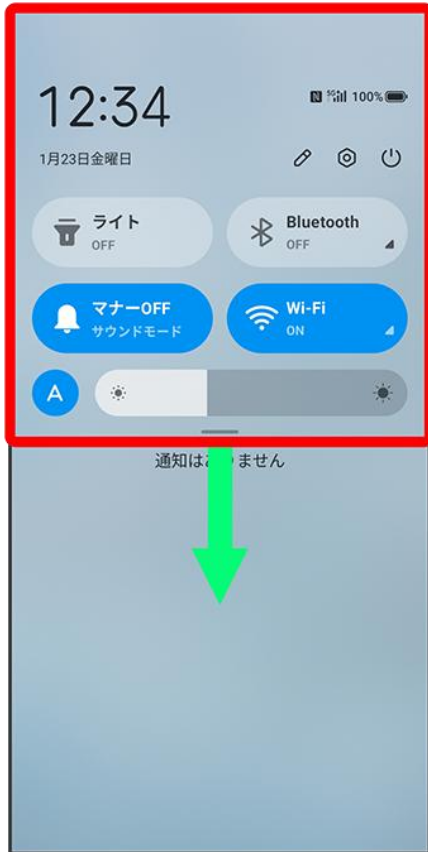 12:34
N 5G 100%
1月23日金曜日
ライト
OFF
Bluetooth
OFF
マナーOFF
サウンドモード
Wi-Fi
ON
A
通知はありません